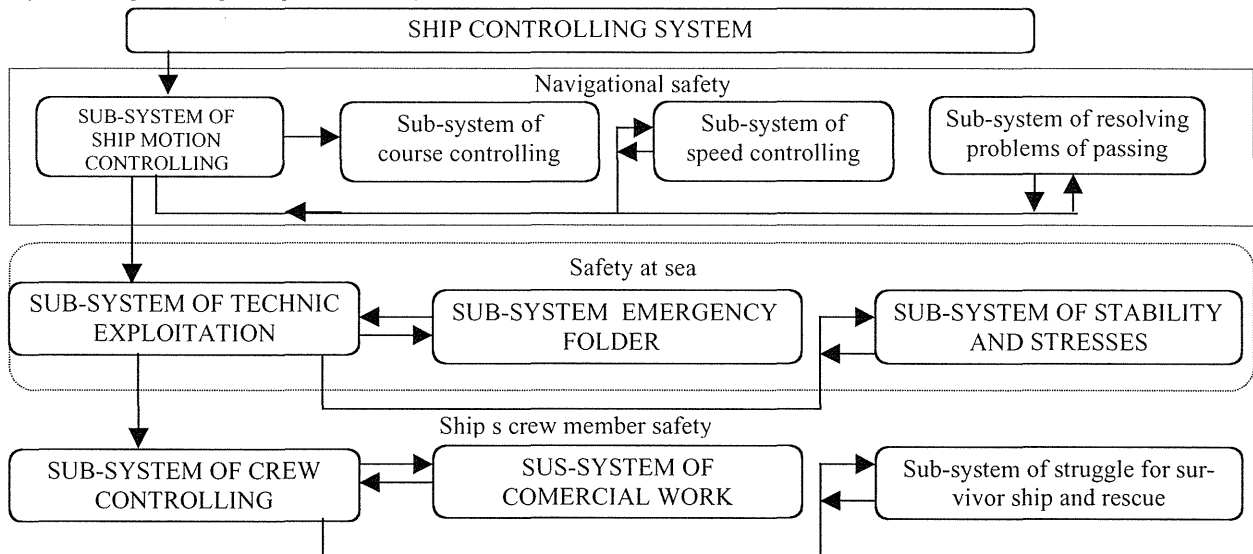 SHIP CONTROLLING SYSTEM
Navigational safety
SUB-SYSTEM OF
SHIP MOTION
CONTROLLING
Sub-system of
course controlling
Sub-system of
speed controlling
Sub-system of resolving
problems of passing
Safety at sea
SUB-SYSTEM OF TECHNIC
EXPLOITATION
SUB-SYSTEM EMERGENCY
FOLDER
SUB-SYSTEM OF STABILITY
AND STRESSES
Ship s crew member safety
SUB-SYSTEM OF CREW
CONTROLLING
SUS-SYSTEM OF
COMERCIAL WORK
Sub-system of struggle for sur-
vivor ship and rescue